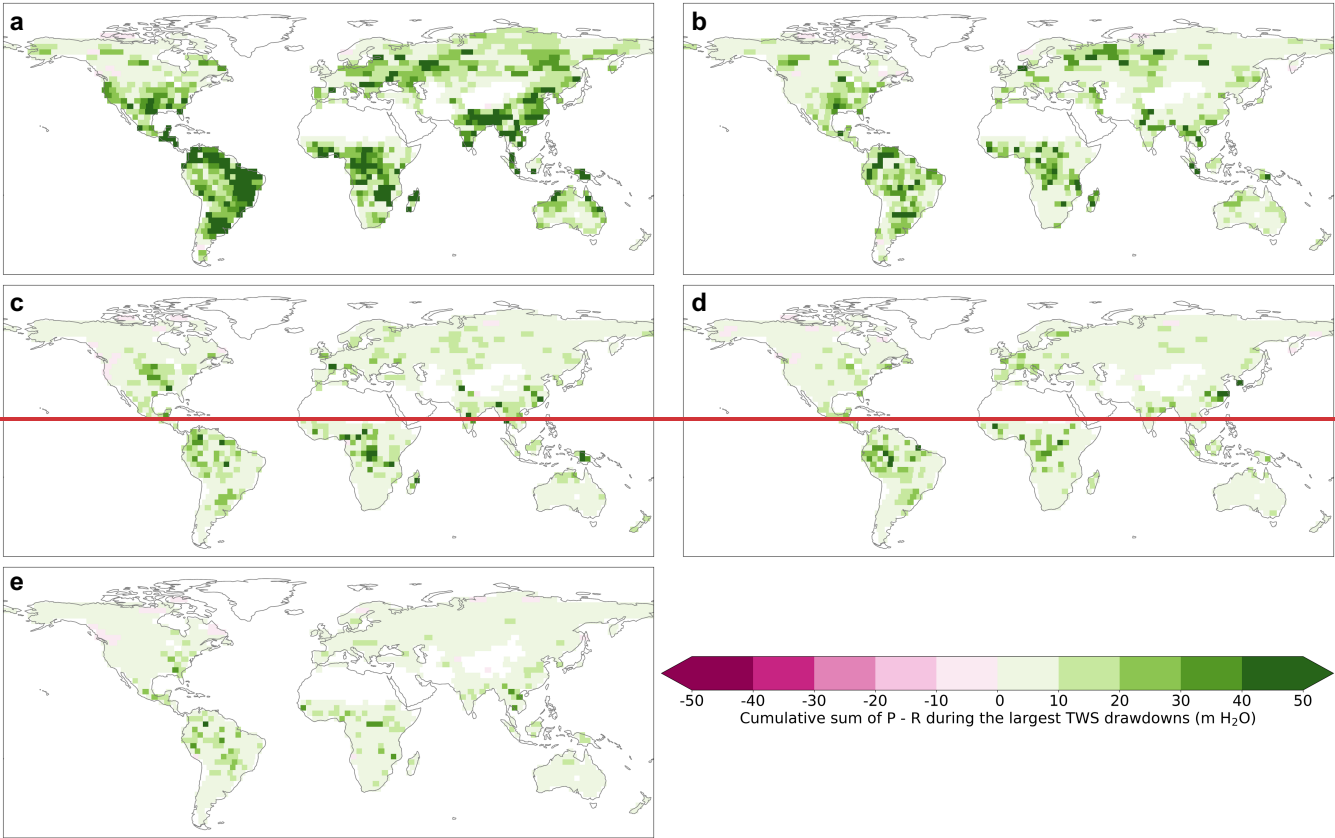 a
b
c
d
e
-50 -40 -30 -20 -10 0 10 20 30 40 50
Cumulative sum of P - R during the largest TWS drawdowns (m H₂O)